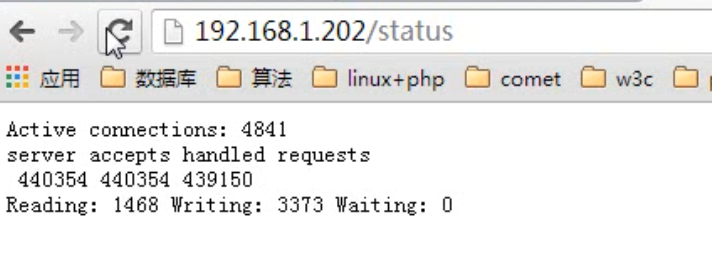 192.168.1.202/status
应用 数据库 算法 linux+php comet w3c
Active connections: 4841
server accepts handled requests
440354 440354 439150
Reading: 1468 Writing: 3373 Waiting: 0